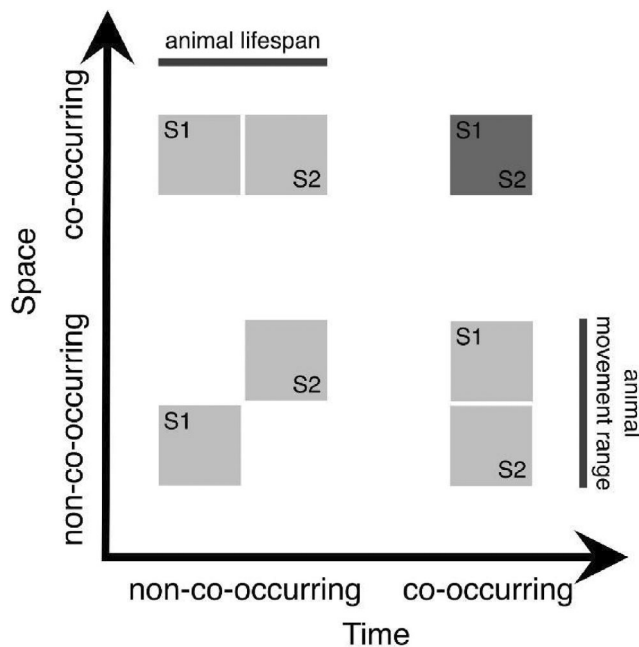 animal lifespan
S1
S2
S1
S2
co-occurring
Space
non-co-occurring
S2
S1
S1
S2
animal
movement range
non-co-occurring
co-occurring
Time